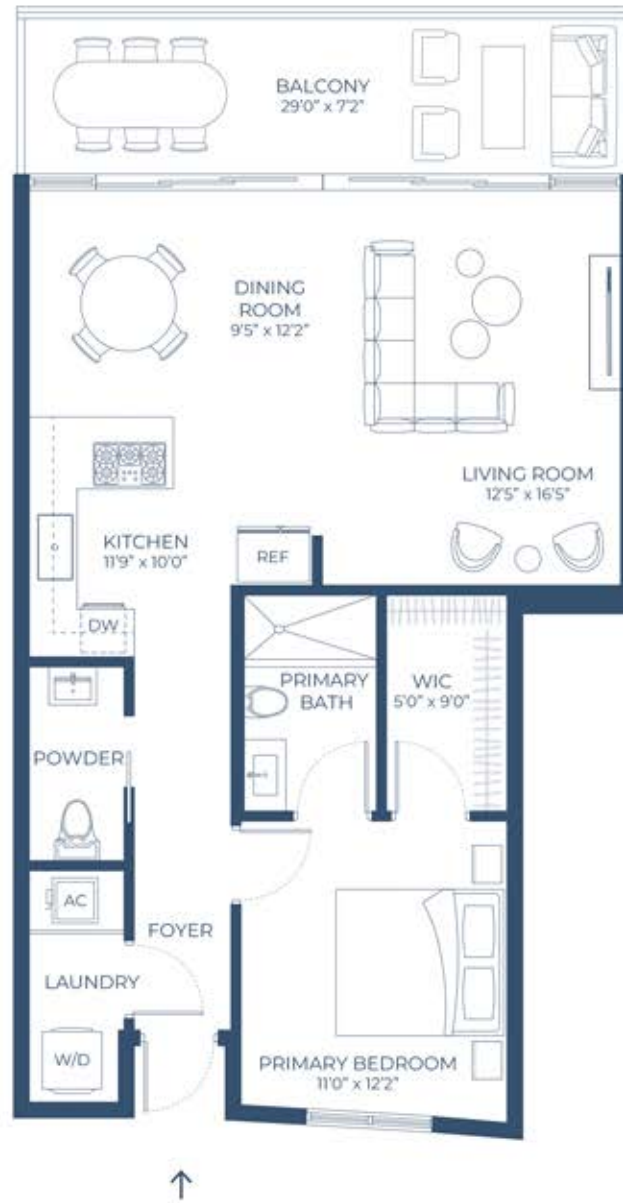 BALCONY
29'0" x 7'2"
DINING
ROOM
9'5" x 12'2"
LIVING ROOM
12'5" x 16'5"
KITCHEN
11'9" x 10'0"
REF
DW
PRIMARY
BATH
WIC
5'0" x 9'0"
POWDER
AC
FOYER
LAUNDRY
W/D
PRIMARY BEDROOM
11'0" x 12'2"